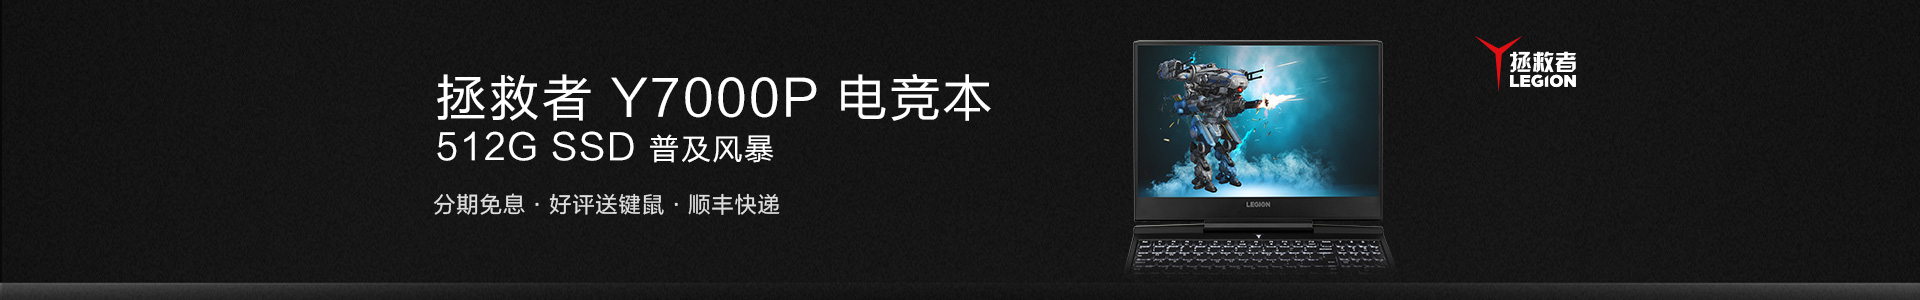 拯救者 Y7000P 电竞本
512G SSD 普及风暴
分期免息 · 好评送键鼠 · 顺丰快递
LEGION
拯救者
LEGION